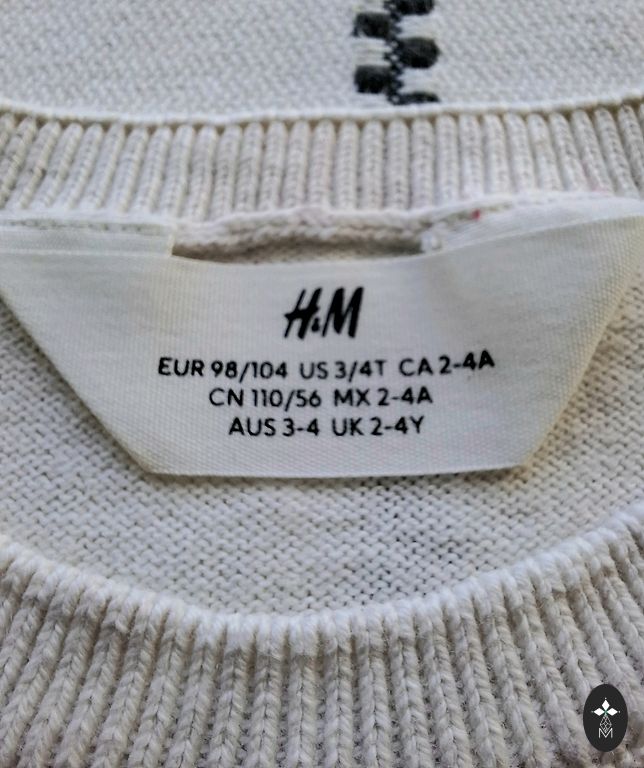 H&M
EUR 98/104 US 3/4T CA 2-4A
CN 110/56 MX 2-4A
AUS 3-4 UK 2-4Y
M